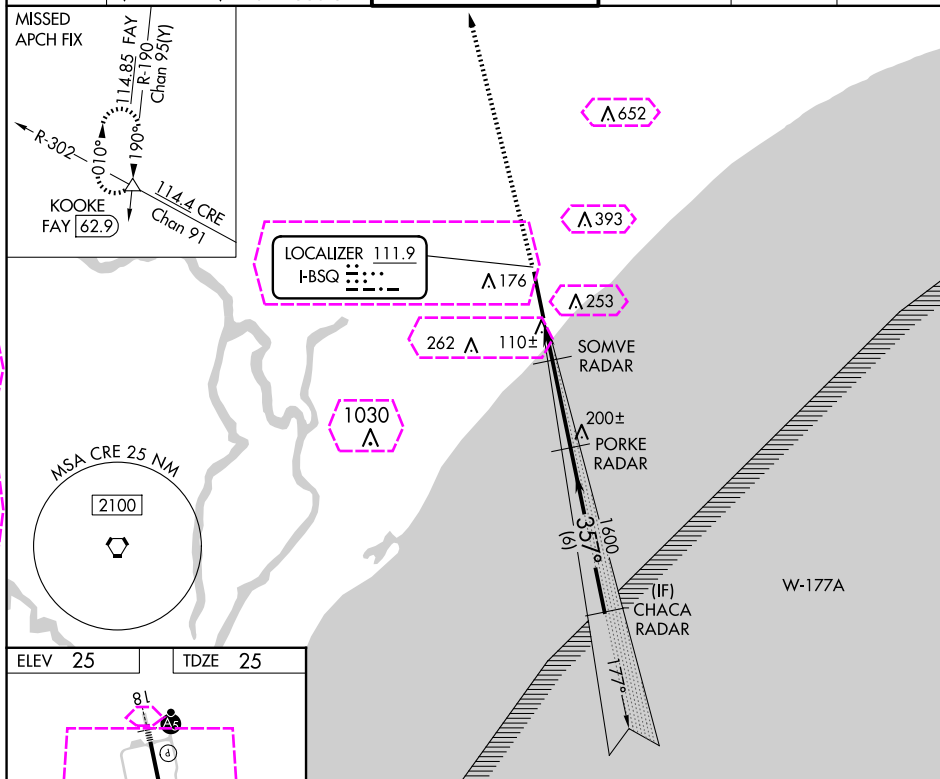 MISSED
APCH FIX
114.85 FAY
R-190
Chan 95(Y)
R-302
010°
190°
KOOKE
FAY 62.9
114.4 CRE
Chan 91
652
393
LOCALIZER 111.9
I-BSQ
176
253
262
110±
SOMVE
RADAR
1030
200±
PORKE
RADAR
MSA CRE 25 NM
2100
357°
(6)
1600
(IF)
CHACA
RADAR
W-177A
177°
ELEV 25
TDZE 25
18
A5
P